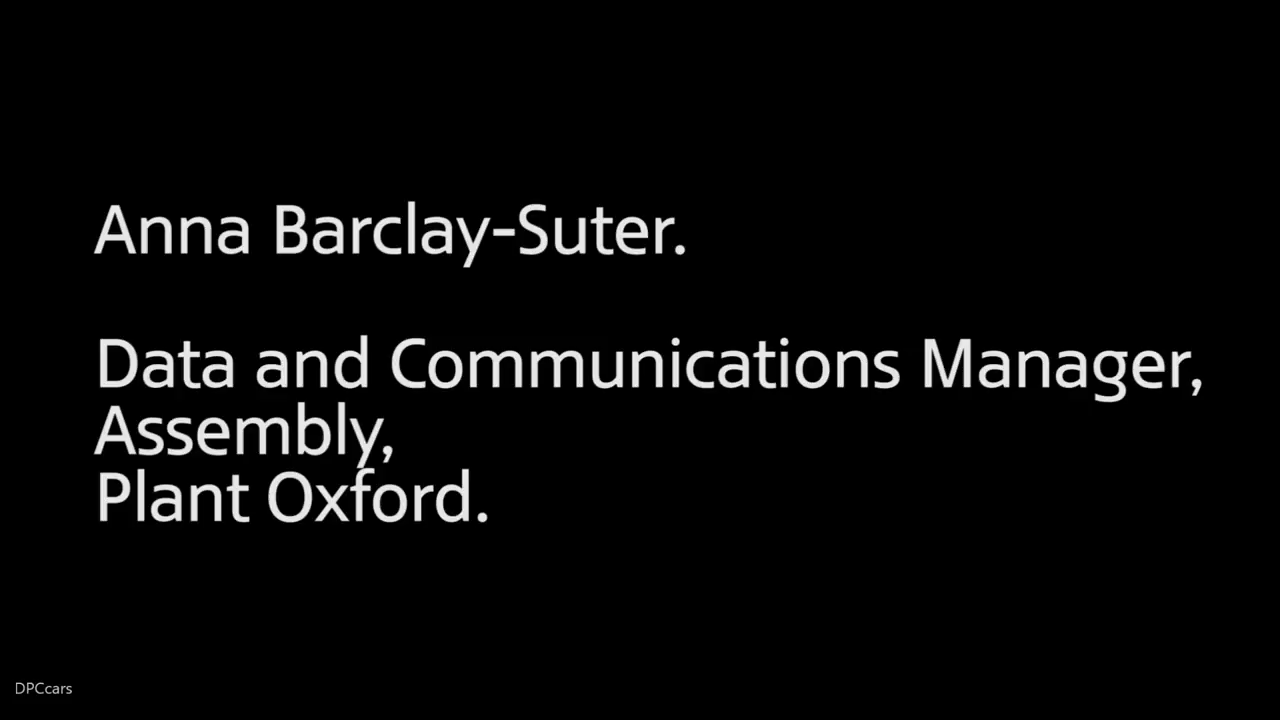 Anna Barclay-Suter.
Data and Communications Manager,
Assembly,
Plant Oxford.
DPCcars